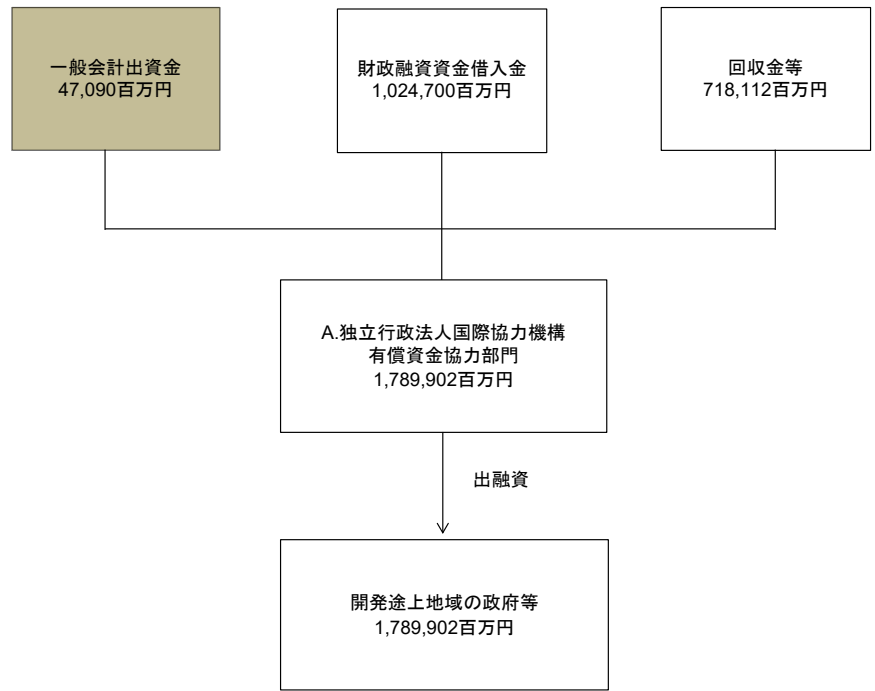 一般会計出資金
47,090百万円
財政融資資金借入金
1,024,700百万円
回収金等
718,112百万円
A.独立行政法人国際協力機構
有償資金協力部門
1,789,902百万円
出融資
開発途上地域の政府等
1,789,902百万円